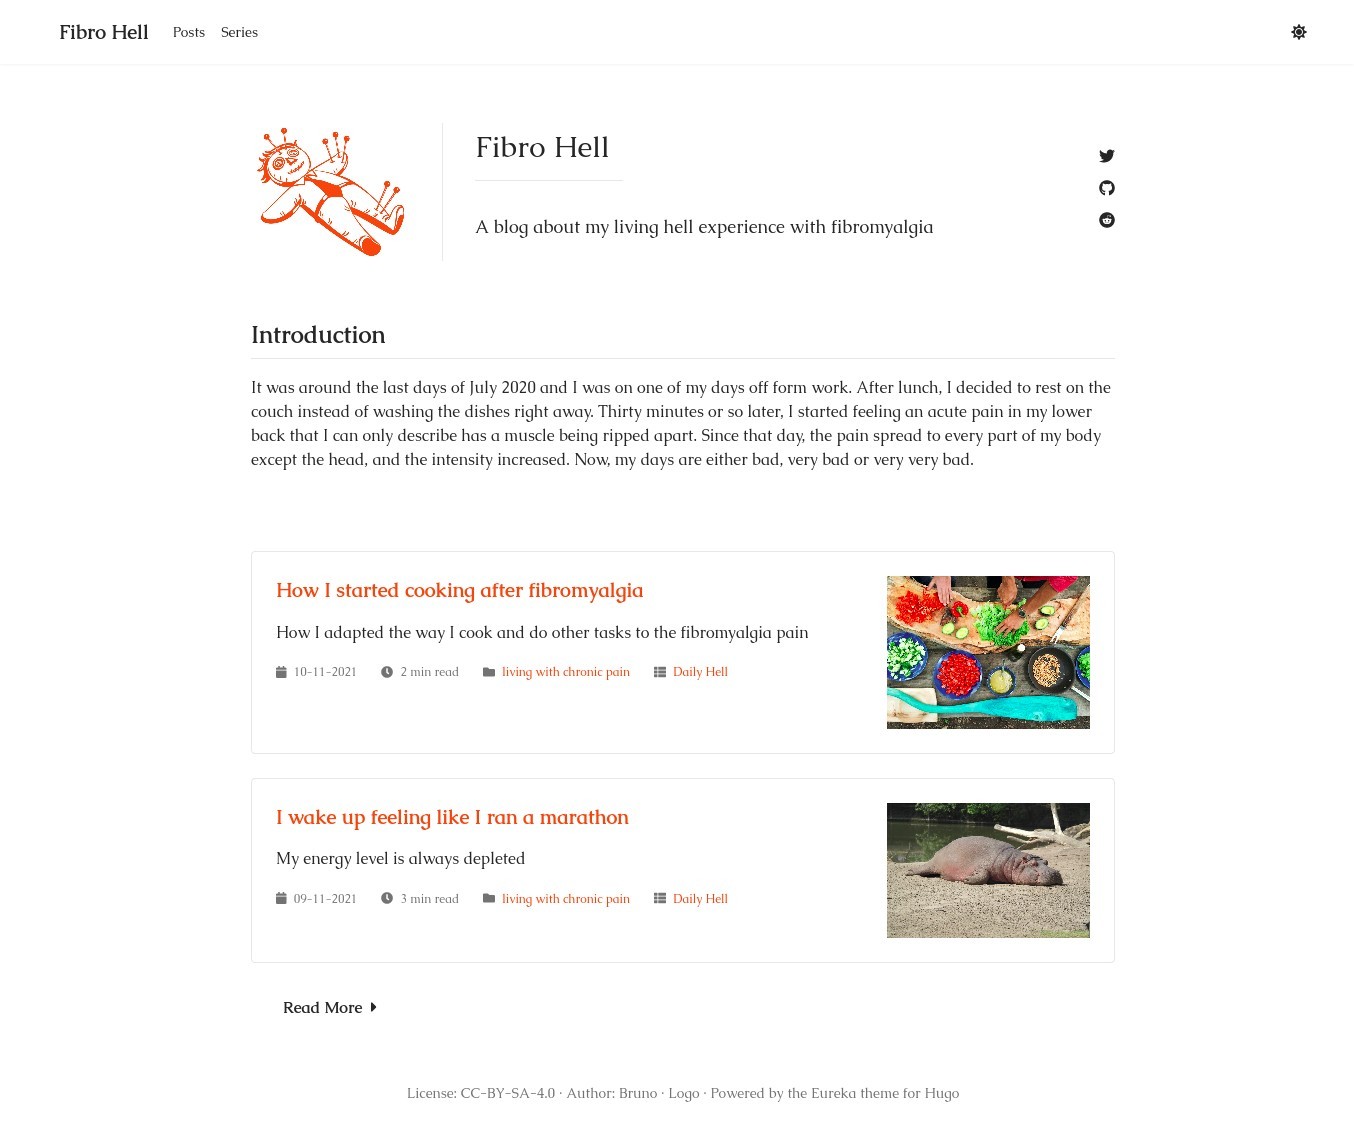 Fibro Hell
Posts
Series
Fibro Hell
A blog about my living hell experience with fibromyalgia
Introduction
It was around the last days of July 2020 and I was on one of my days off form work. After lunch, I decided to rest on the
couch instead of washing the dishes right away. Thirty minutes or so later, I started feeling an acute pain in my lower
back that I can only describe has a muscle being ripped apart. Since that day, the pain spread to every part of my body
except the head, and the intensity increased. Now, my days are either bad, very bad or very very bad.
How I started cooking after fibromyalgia
How I adapted the way I cook and do other tasks to the fibromyalgia pain
10-11-2021 2 min read living with chronic pain Daily Hell
I wake up feeling like I ran a marathon
My energy level is always depleted
09-11-2021 3 min read living with chronic pain Daily Hell
Read More
License: CC-BY-SA-4.0 · Author: Bruno · Logo · Powered by the Eureka theme for Hugo